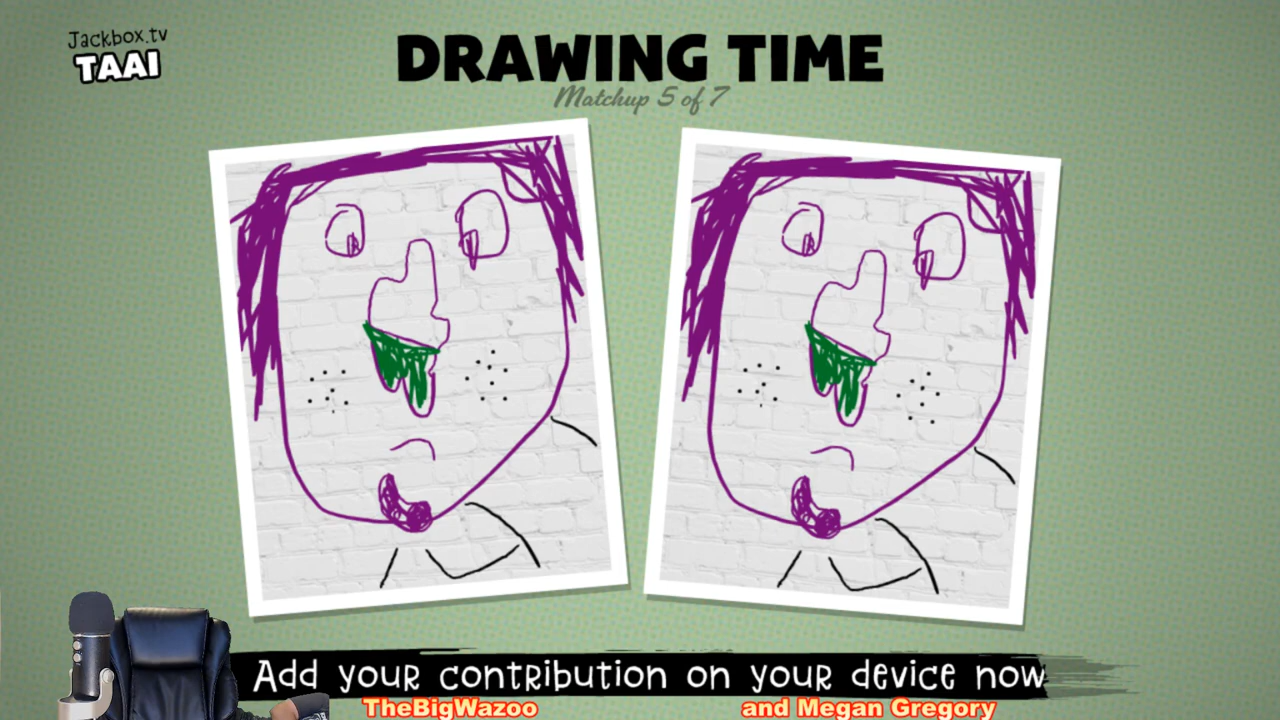 Jackbox.tv
TAAI
DRAWING TIME
Matchup 5 of 7
Add your contribution on your device now
TheBigWazoo and Megan Gregory